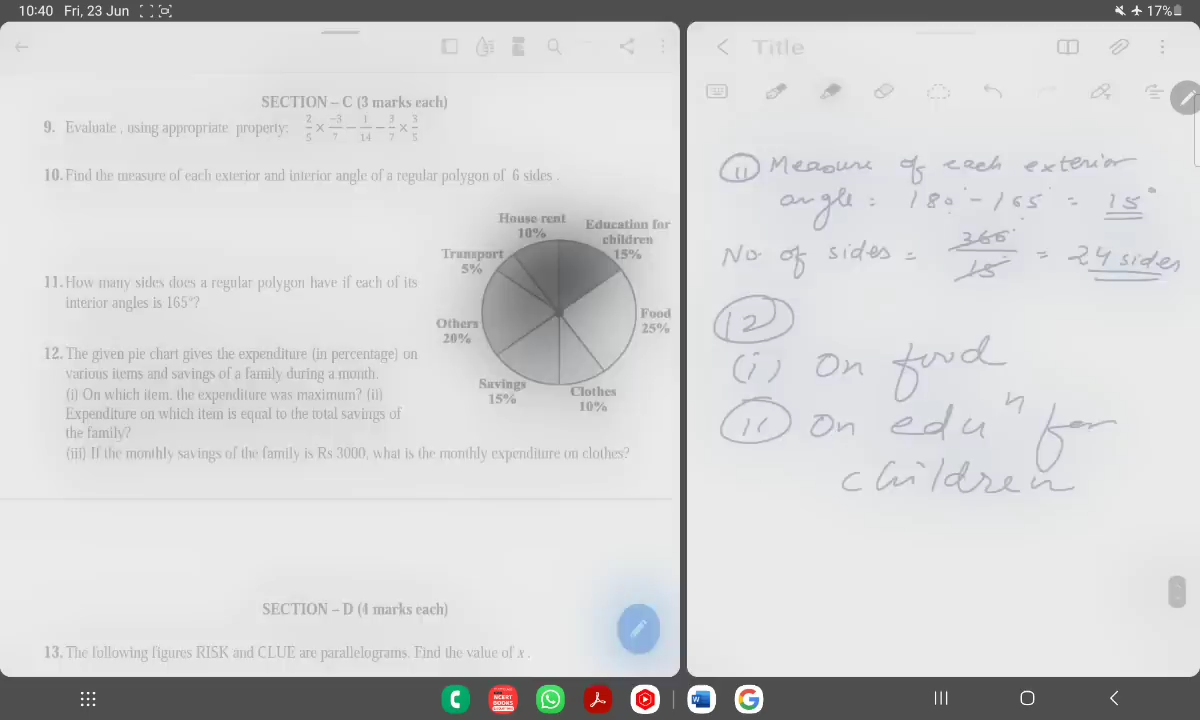 10:40 Fri, 23 Jun
17%
SECTION – C (3 marks each)
9. Evaluate , using appropriate property: 2/5 × -3/7 − 1/14 − 3/7 × 3/5
10. Find the measure of each exterior and interior angle of a regular polygon of 6 sides .
House rent
10%
Education for
children
15%
Transport
5%
11. How many sides does a regular polygon have if each of its
interior angles is 165°?
Food
25%
Others
20%
12. The given pie chart gives the expenditure (in percentage) on
various items and savings of a family during a month.
(i) On which item, the expenditure was maximum? (ii)
Expenditure on which item is equal to the total savings of
the family?
Savings
15%
Clothes
10%
(iii) If the monthly savings of the family is Rs 3000, what is the monthly expenditure on clothes?
SECTION – D (4 marks each)
13. The following figures RISK and CLUE are parallelograms. Find the value of x .
Title
11 Measure of each exterior
angle = 180° - 165° = 15°
No. of sides = 360°/15° = 24 sides
12
(i) On food
(ii) On eduⁿ for
children
NCERT
BOOKS